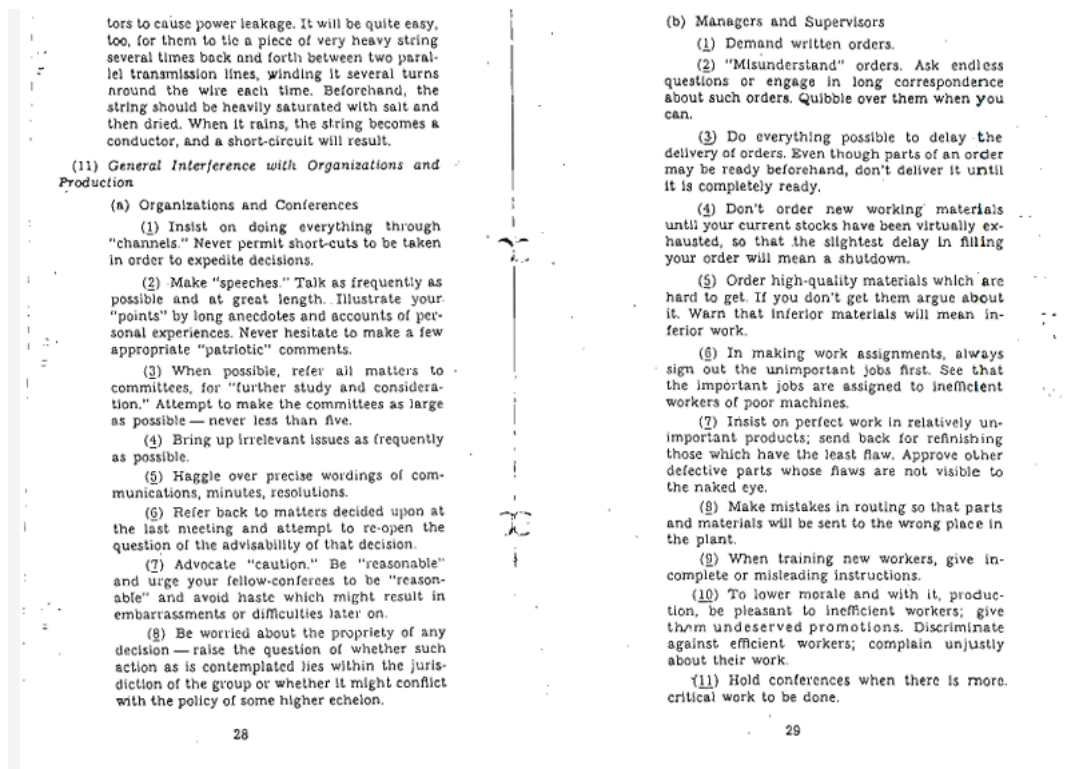 tors to cause power leakage. It will be quite easy,
too, for them to tie a piece of very heavy string
several times back and forth between two paral-
lel transmission lines, winding it several turns
around the wire each time. Beforehand, the
string should be heavily saturated with salt and
then dried. When it rains, the string becomes a
conductor, and a short-circuit will result.
(11) General Interference with Organizations and
Production
(a) Organizations and Conferences
(1) Insist on doing everything through
"channels." Never permit short-cuts to be taken
in order to expedite decisions.
(2) Make "speeches." Talk as frequently as
possible and at great length. Illustrate your
"points" by long anecdotes and accounts of per-
sonal experiences. Never hesitate to make a few
appropriate "patriotic" comments.
(3) When possible, refer all matters to
committees, for "further study and considera-
tion." Attempt to make the committees as large
as possible — never less than five.
(4) Bring up irrelevant issues as frequently
as possible.
(5) Haggle over precise wordings of com-
munications, minutes, resolutions.
(6) Refer back to matters decided upon at
the last meeting and attempt to re-open the
question of the advisability of that decision.
(7) Advocate "caution." Be "reasonable"
and urge your fellow-conferees to be "reason-
able" and avoid haste which might result in
embarrassments or difficulties later on.
(8) Be worried about the propriety of any
decision — raise the question of whether such
action as is contemplated lies within the juris-
diction of the group or whether it might conflict
with the policy of some higher echelon.
28
(b) Managers and Supervisors
(1) Demand written orders.
(2) "Misunderstand" orders. Ask endless
questions or engage in long correspondence
about such orders. Quibble over them when you
can.
(3) Do everything possible to delay the
delivery of orders. Even though parts of an order
may be ready beforehand, don't deliver it until
it is completely ready.
(4) Don't order new working materials
until your current stocks have been virtually ex-
hausted, so that the slightest delay in filling
your order will mean a shutdown.
(5) Order high-quality materials which are
hard to get. If you don't get them argue about
it. Warn that inferior materials will mean in-
ferior work.
(6) In making work assignments, always
sign out the unimportant jobs first. See that
the important jobs are assigned to inefficient
workers of poor machines.
(7) Insist on perfect work in relatively un-
important products; send back for refinishing
those which have the least flaw. Approve other
defective parts whose flaws are not visible to
the naked eye.
(8) Make mistakes in routing so that parts
and materials will be sent to the wrong place in
the plant.
(9) When training new workers, give in-
complete or misleading instructions.
(10) To lower morale and with it, produc-
tion, be pleasant to inefficient workers; give
them undeserved promotions. Discriminate
against efficient workers; complain unjustly
about their work.
(11) Hold conferences when there is more
critical work to be done.
29